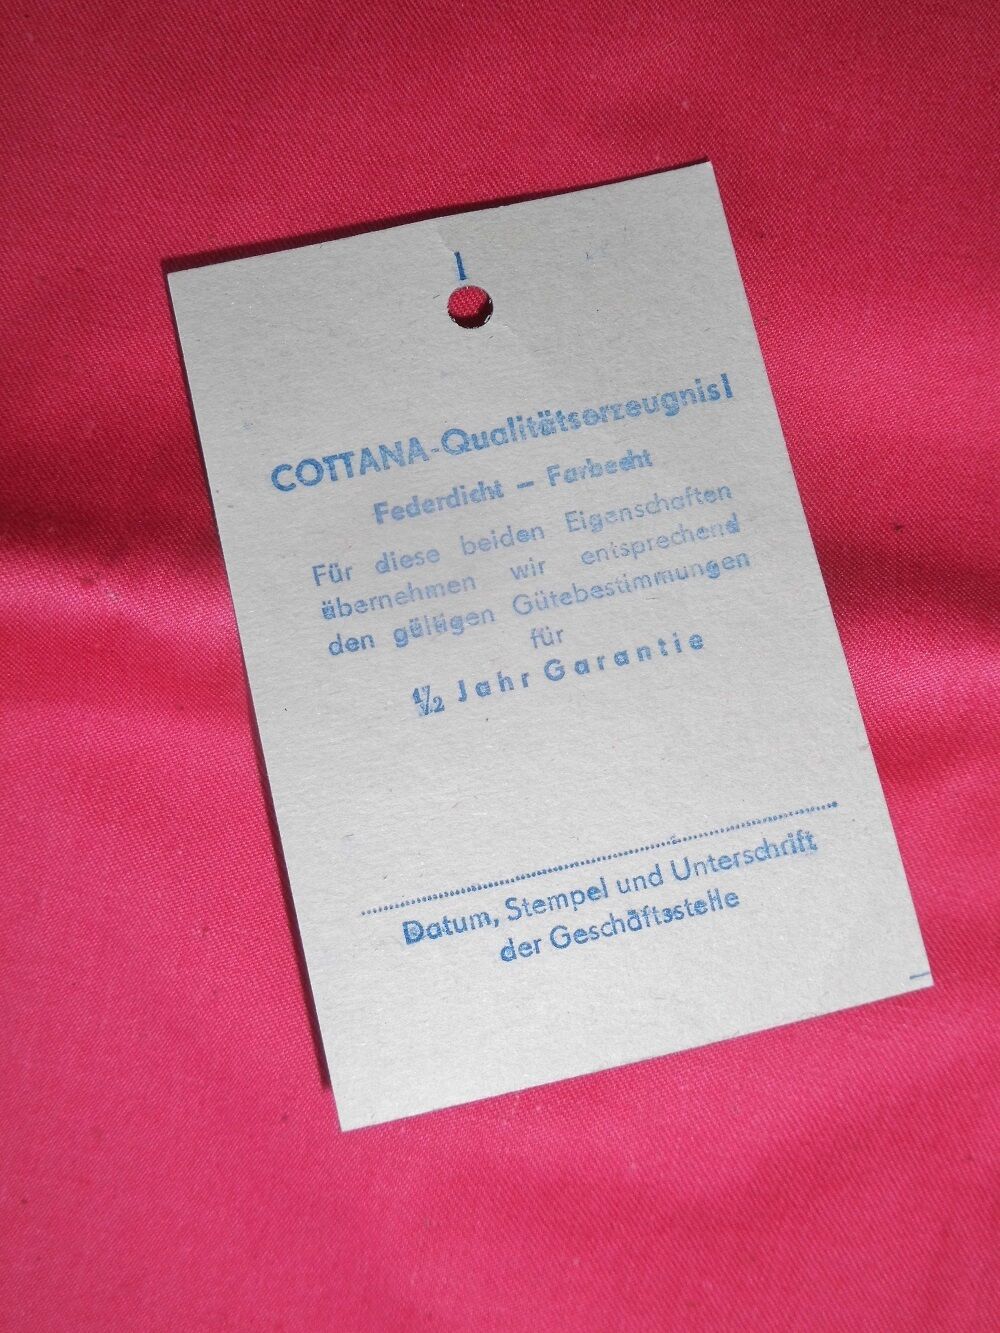 COTTANA-Qualitätserzeugnis!
Federdicht – Farbecht
Für diese beiden Eigenschaften
übernehmen wir entsprechend
den gültigen Gütebestimmungen
für
1/2 Jahr Garantie
Datum, Stempel und Unterschrift
der Geschäftsstelle